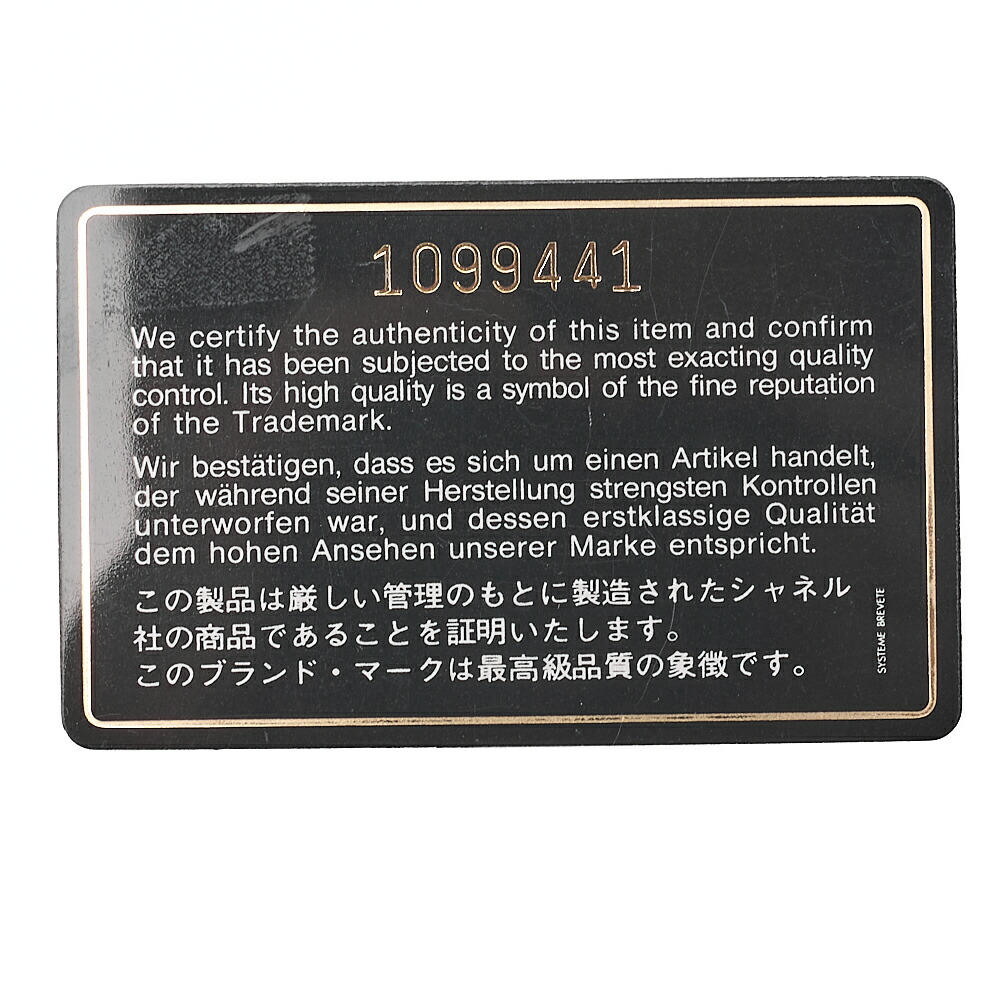 1099441
We certify the authenticity of this item and confirm
that it has been subjected to the most exacting quality
control. Its high quality is a symbol of the fine reputation
of the Trademark.
Wir bestätigen, dass es sich um einen Artikel handelt,
der während seiner Herstellung strengsten Kontrollen
unterworfen war, und dessen erstklassige Qualität
dem hohen Ansehen unserer Marke entspricht.
この製品は厳しい管理のもとに製造されたシャネル
社の商品であることを証明いたします。
このブランド・マークは最高級品質の象徴です。
SYSTEME BREVETE